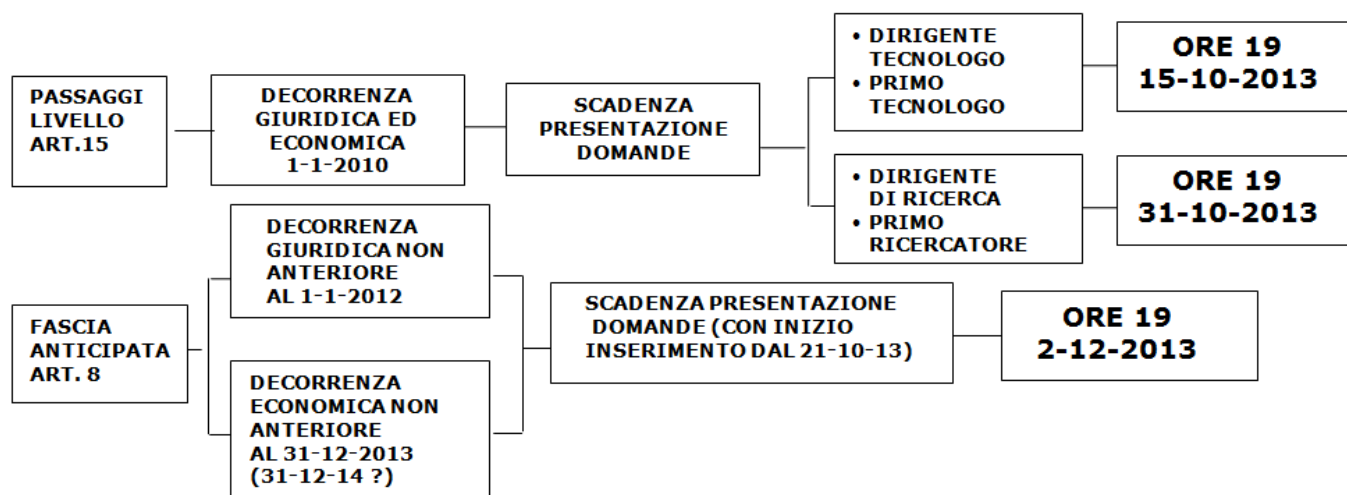 PASSAGGI
LIVELLO
ART.15
DECORRENZA
GIURIDICA ED
ECONOMICA
1-1-2010
SCADENZA
PRESENTAZIONE
DOMANDE
• DIRIGENTE
TECNOLOGO
• PRIMO
TECNOLOGO
ORE 19
15-10-2013
• DIRIGENTE
DI RICERCA
• PRIMO
RICERCATORE
ORE 19
31-10-2013
FASCIA
ANTICIPATA
ART. 8
DECORRENZA
GIURIDICA NON
ANTERIORE
AL 1-1-2012
DECORRENZA
ECONOMICA NON
ANTERIORE
AL 31-12-2013
(31-12-14 ?)
SCADENZA PRESENTAZIONE
DOMANDE (CON INIZIO
INSERIMENTO DAL 21-10-13)
ORE 19
2-12-2013